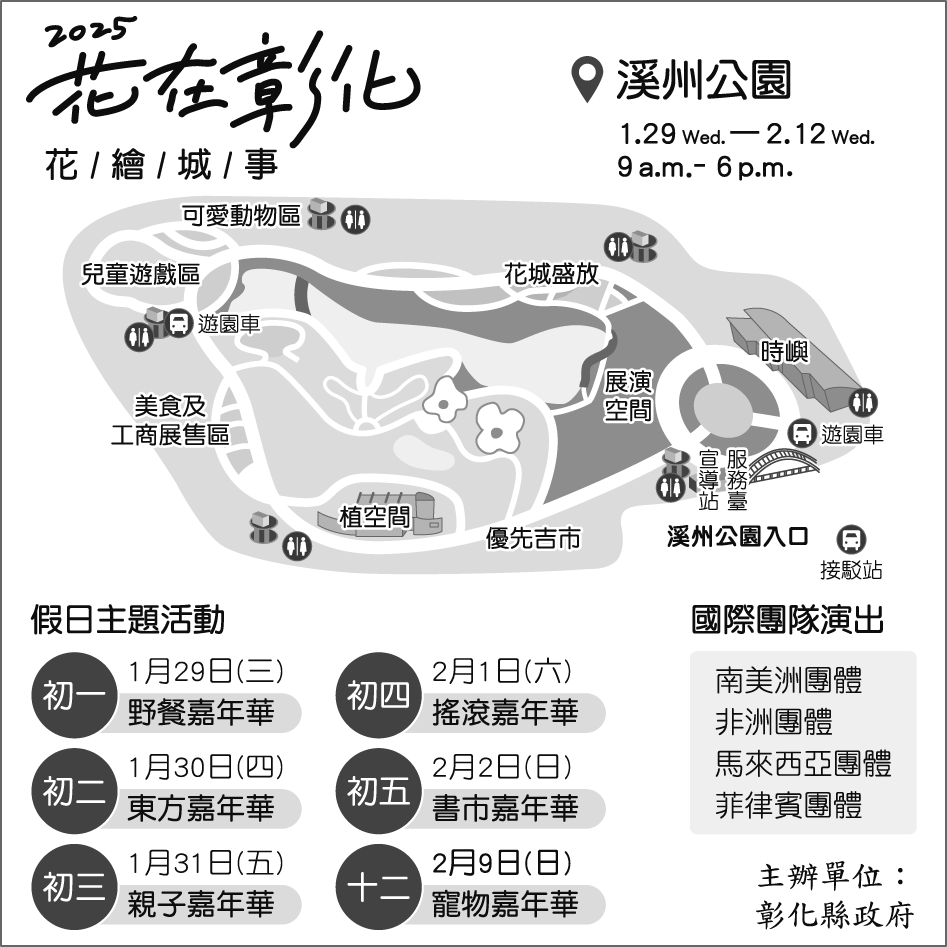 2025
花在彰化
花/繪/城/事
溪州公園
1.29 Wed. — 2.12 Wed.
9 a.m.- 6 p.m.
可愛動物區
兒童遊戲區
花城盛放
遊園車
時嶼
展演
空間
美食及
工商展售區
遊園車
宣導站
服務臺
植空間
優先吉市
溪州公園入口
接駁站
假日主題活動
初一
1月29日(三)
野餐嘉年華
初二
1月30日(四)
東方嘉年華
初三
1月31日(五)
親子嘉年華
初四
2月1日(六)
搖滾嘉年華
初五
2月2日(日)
書市嘉年華
十二
2月9日(日)
寵物嘉年華
國際團隊演出
南美洲團體
非洲團體
馬來西亞團體
菲律賓團體
主辦單位：
彰化縣政府